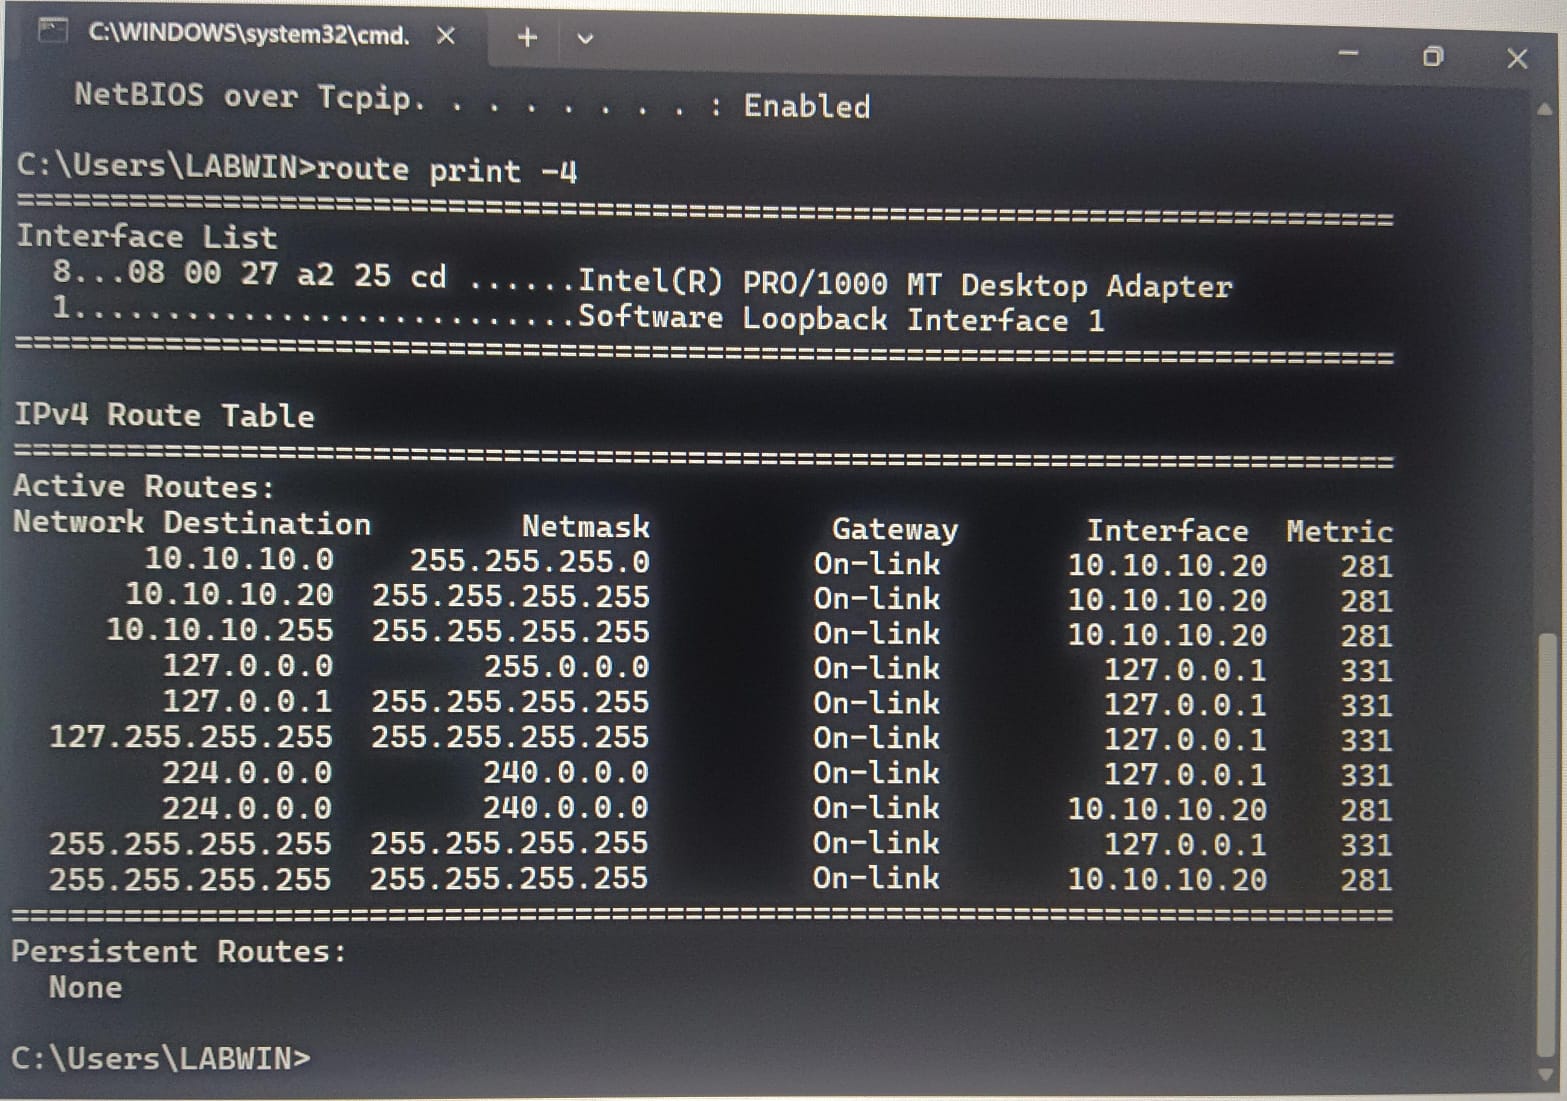 C:\WINDOWS\system32\cmd.
NetBIOS over Tcpip. . . . . . . . : Enabled
C:\Users\LABWIN>route print -4
===========================================================================
Interface List
8...08 00 27 a2 25 cd ......Intel(R) PRO/1000 MT Desktop Adapter
1...........................Software Loopback Interface 1
===========================================================================
IPv4 Route Table
===========================================================================
Active Routes:
Network Destination Netmask Gateway Interface Metric
10.10.10.0 255.255.255.0 On-link 10.10.10.20 281
10.10.10.20 255.255.255.255 On-link 10.10.10.20 281
10.10.10.255 255.255.255.255 On-link 10.10.10.20 281
127.0.0.0 255.0.0.0 On-link 127.0.0.1 331
127.0.0.1 255.255.255.255 On-link 127.0.0.1 331
127.255.255.255 255.255.255.255 On-link 127.0.0.1 331
224.0.0.0 240.0.0.0 On-link 127.0.0.1 331
224.0.0.0 240.0.0.0 On-link 10.10.10.20 281
255.255.255.255 255.255.255.255 On-link 127.0.0.1 331
255.255.255.255 255.255.255.255 On-link 10.10.10.20 281
===========================================================================
Persistent Routes:
None
C:\Users\LABWIN>